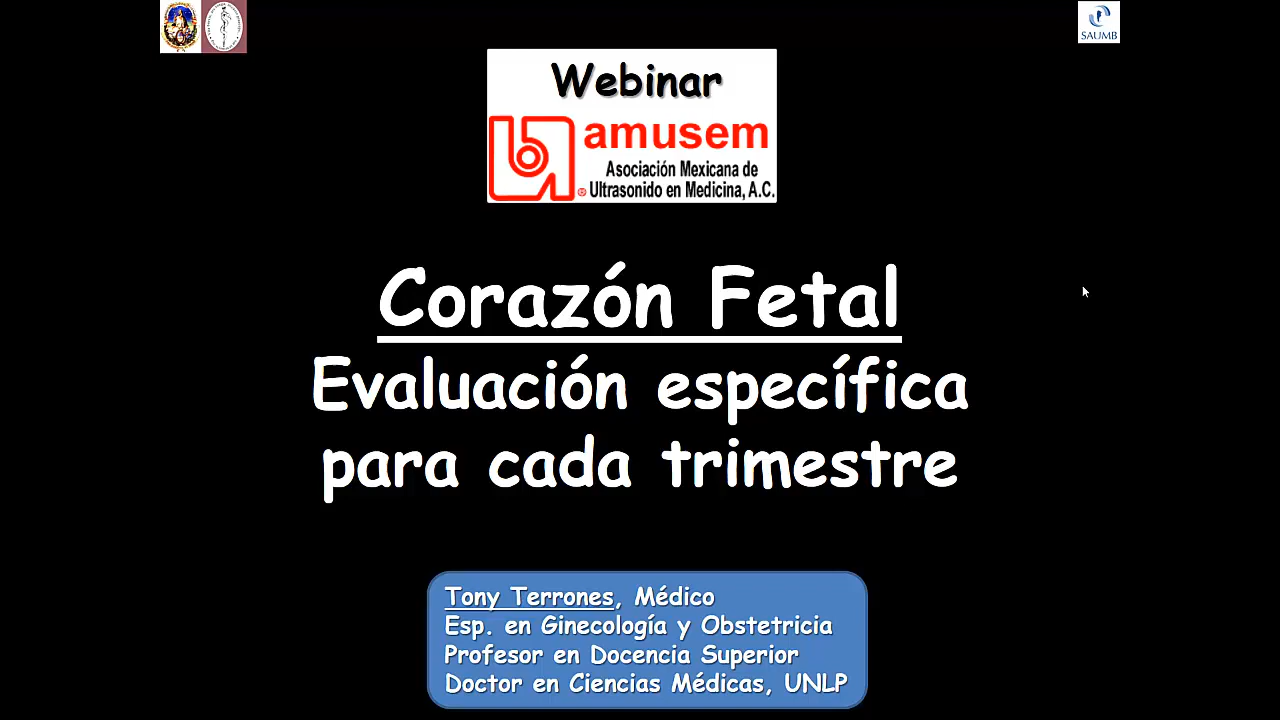 SAUMB
Webinar
amusem
Asociación Mexicana de
® Ultrasonido en Medicina, A.C.
Corazón Fetal
Evaluación específica
para cada trimestre
Tony Terrones, Médico
Esp. en Ginecología y Obstetricia
Profesor en Docencia Superior
Doctor en Ciencias Médicas, UNLP